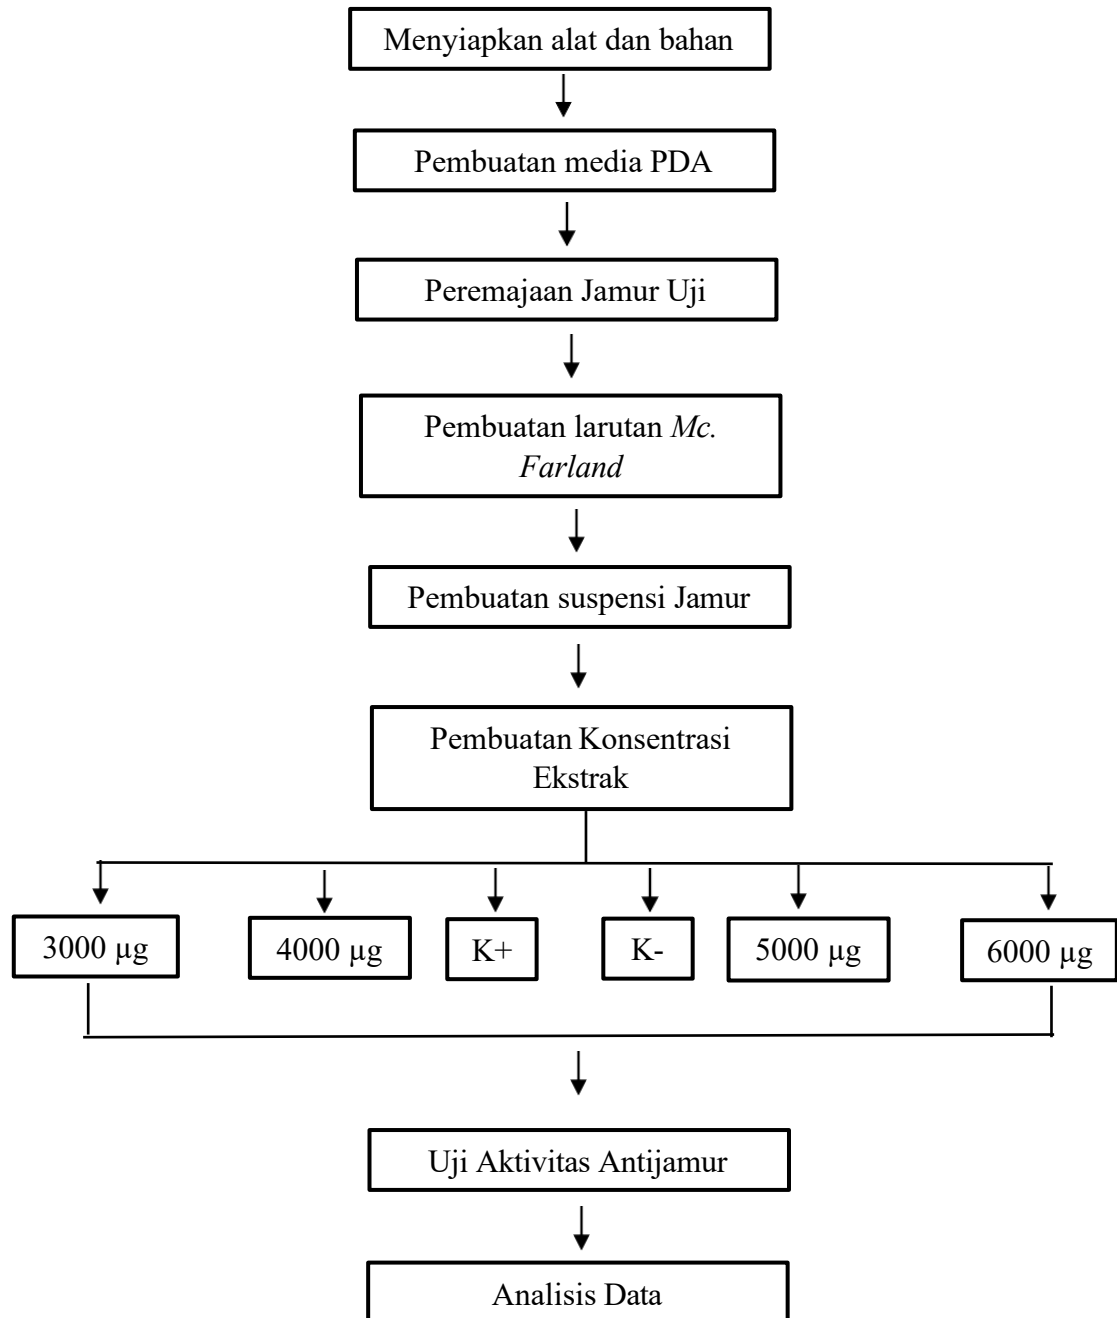 Menyiapkan alat dan bahan
Pembuatan media PDA
Peremajaan Jamur Uji
Pembuatan larutan Mc.
Farland
Pembuatan suspensi Jamur
Pembuatan Konsentrasi
Ekstrak
3000 µg
4000 µg
K+
K-
5000 µg
6000 µg
Uji Aktivitas Antijamur
Analisis Data